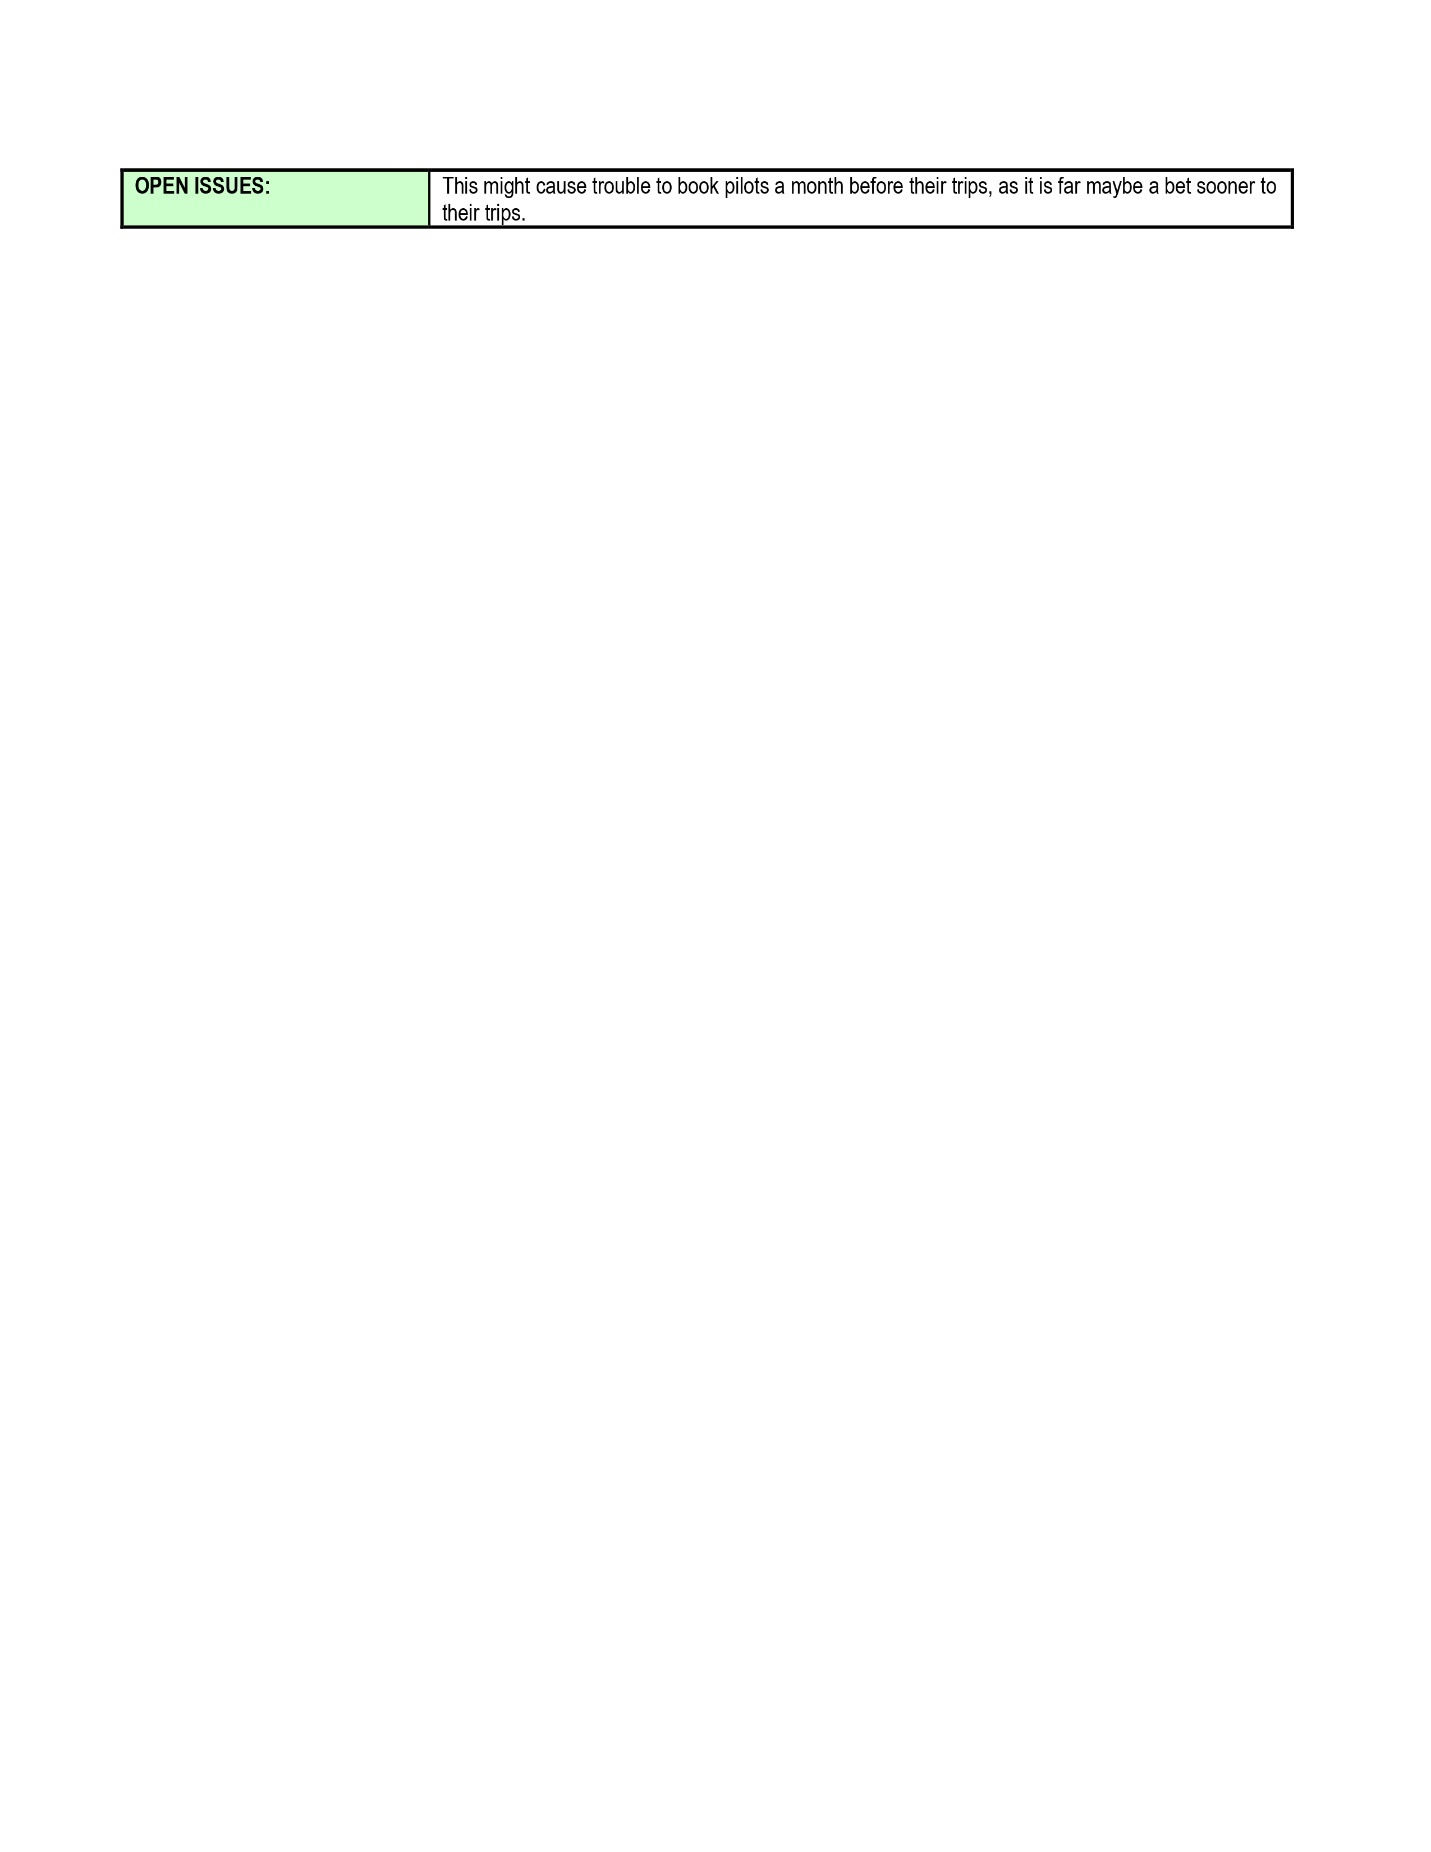 OPEN ISSUES:
This might cause trouble to book pilots a month before their trips, as it is far maybe a bet sooner to
their trips.